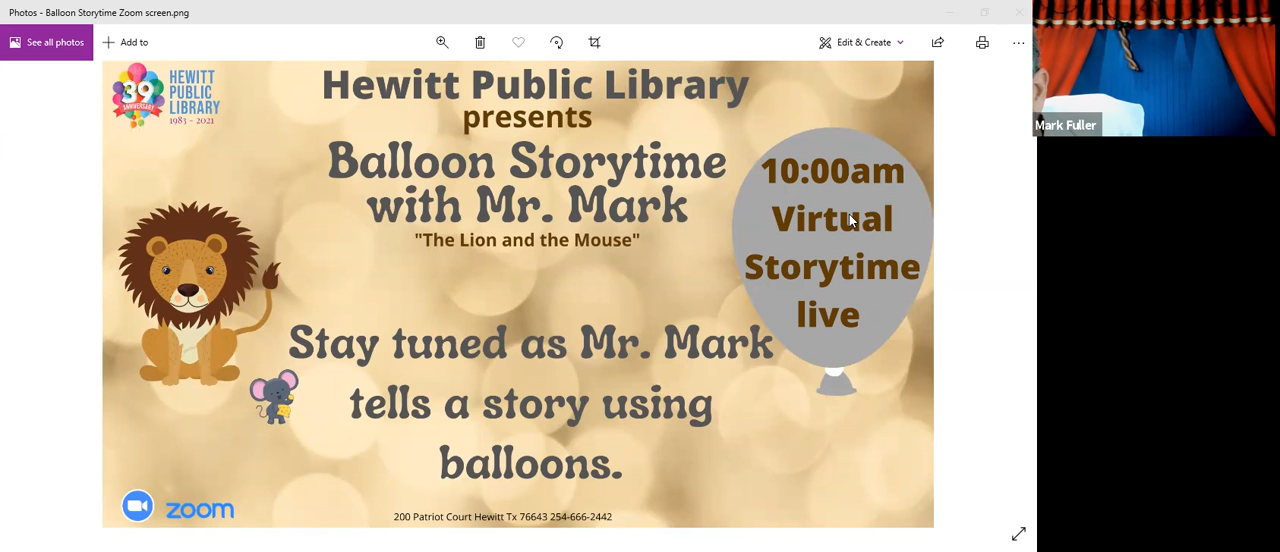 Photos - Balloon Storytime Zoom screen.png
See all photos
Add to
Edit & Create
39
ANNIVERSARY
HEWITT
PUBLIC
LIBRARY
1983 - 2021
Hewitt Public Library
presents
Balloon Storytime
with Mr. Mark
"The Lion and the Mouse"
10:00am
Virtual
Storytime
live
Stay tuned as Mr. Mark
tells a story using
balloons.
zoom
200 Patriot Court Hewitt Tx 76643 254-666-2442
Mark Fuller